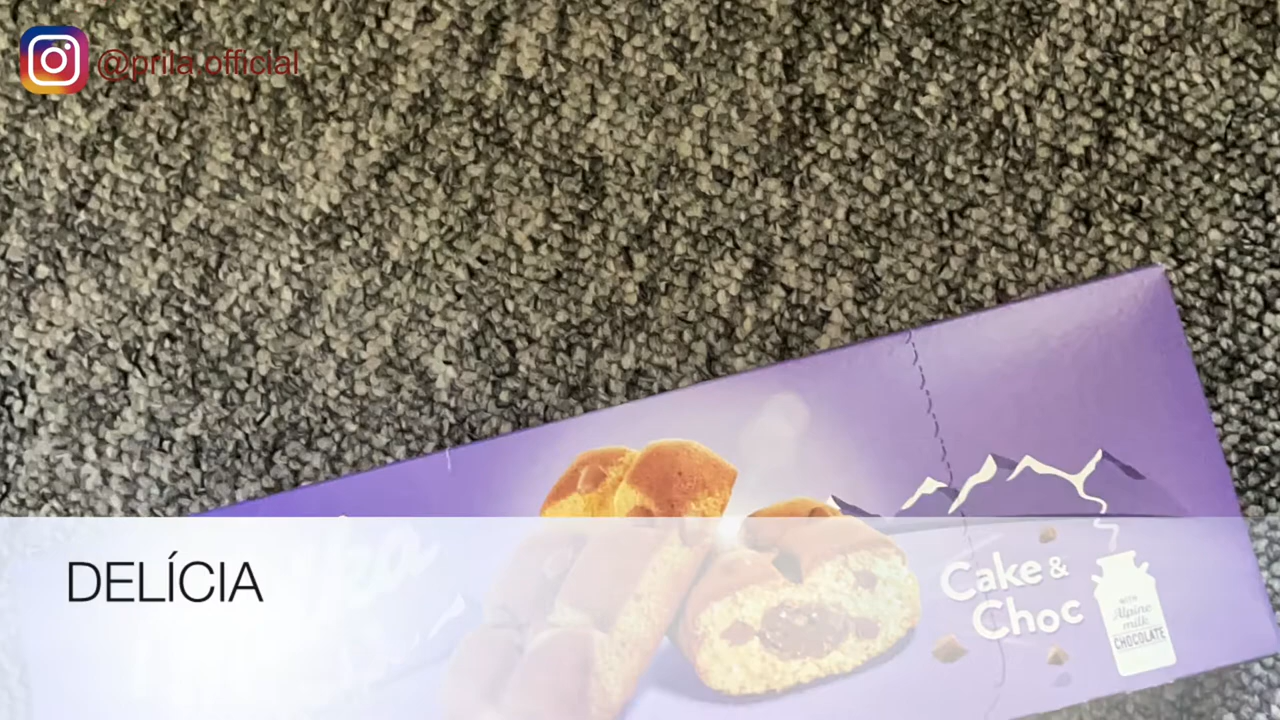 @prila.official
DELÍCIA
Cake &
Choc
WITH
Alpine
milk
CHOCOLATE